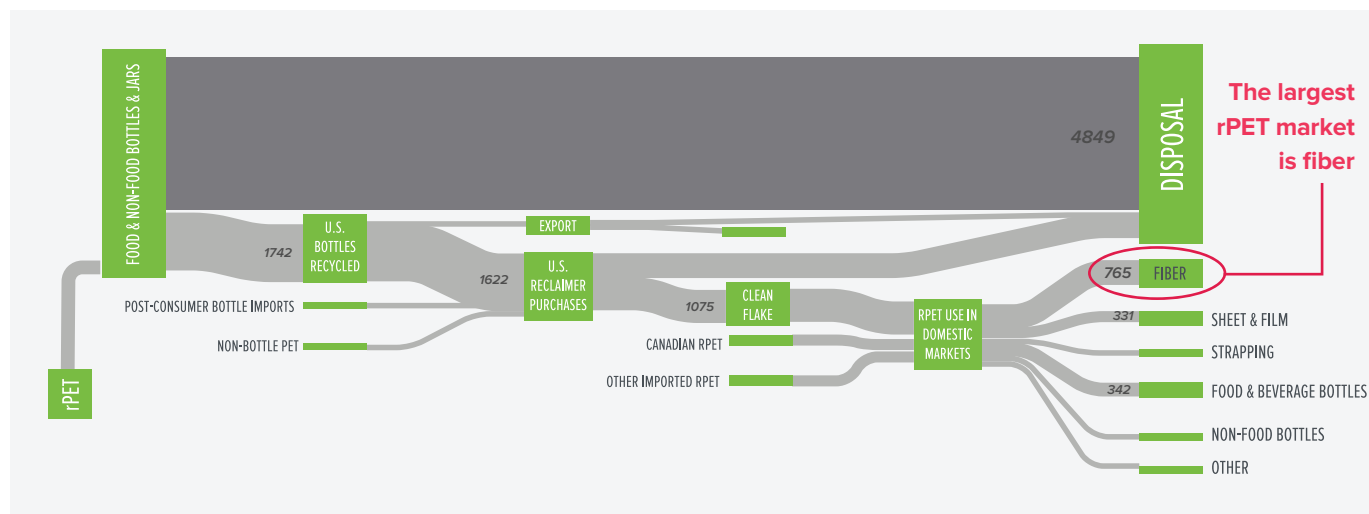 FOOD & NON-FOOD BOTTLES & JARS
4849
DISPOSAL
The largest
rPET market
is fiber
1742
U.S.
BOTTLES
RECYCLED
EXPORT
1622
U.S.
RECLAIMER
PURCHASES
765
FIBER
POST-CONSUMER BOTTLE IMPORTS
1075
CLEAN
FLAKE
RPET USE IN
DOMESTIC
MARKETS
331
SHEET & FILM
NON-BOTTLE PET
CANADIAN RPET
STRAPPING
OTHER IMPORTED RPET
342
FOOD & BEVERAGE BOTTLES
rPET
NON-FOOD BOTTLES
OTHER